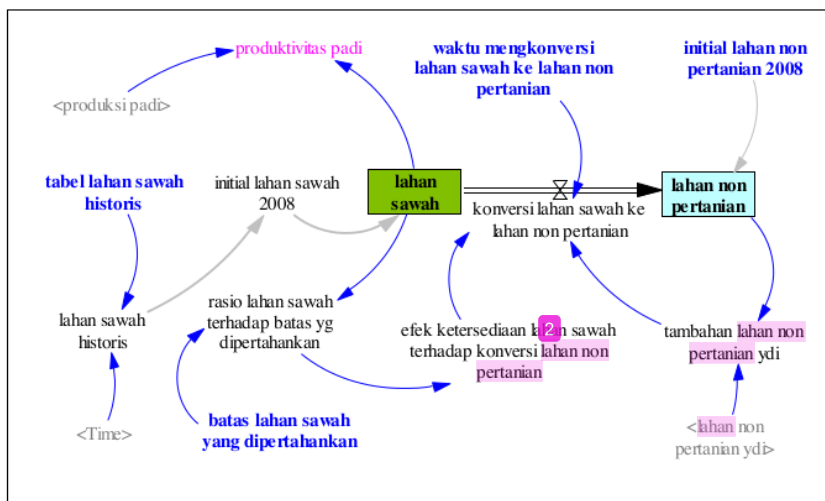 produktivitas padi
waktu mengkonversi
lahan sawah ke lahan non
pertanian
initial lahan non
pertanian 2008
<produksi padi>
tabel lahan sawah
historis
initial lahan sawah
2008
lahan
sawah
lahan non
pertanian
konversi lahan sawah ke
lahan non pertanian
lahan sawah
historis
rasio lahan sawah
terhadap batas yg
dipertahankan
efek ketersediaan lahan sawah
terhadap konversi lahan non
pertanian
2
tambahan lahan non
pertanian ydi
<Time>
batas lahan sawah
yang dipertahankan
<lahan non
pertanian ydi>